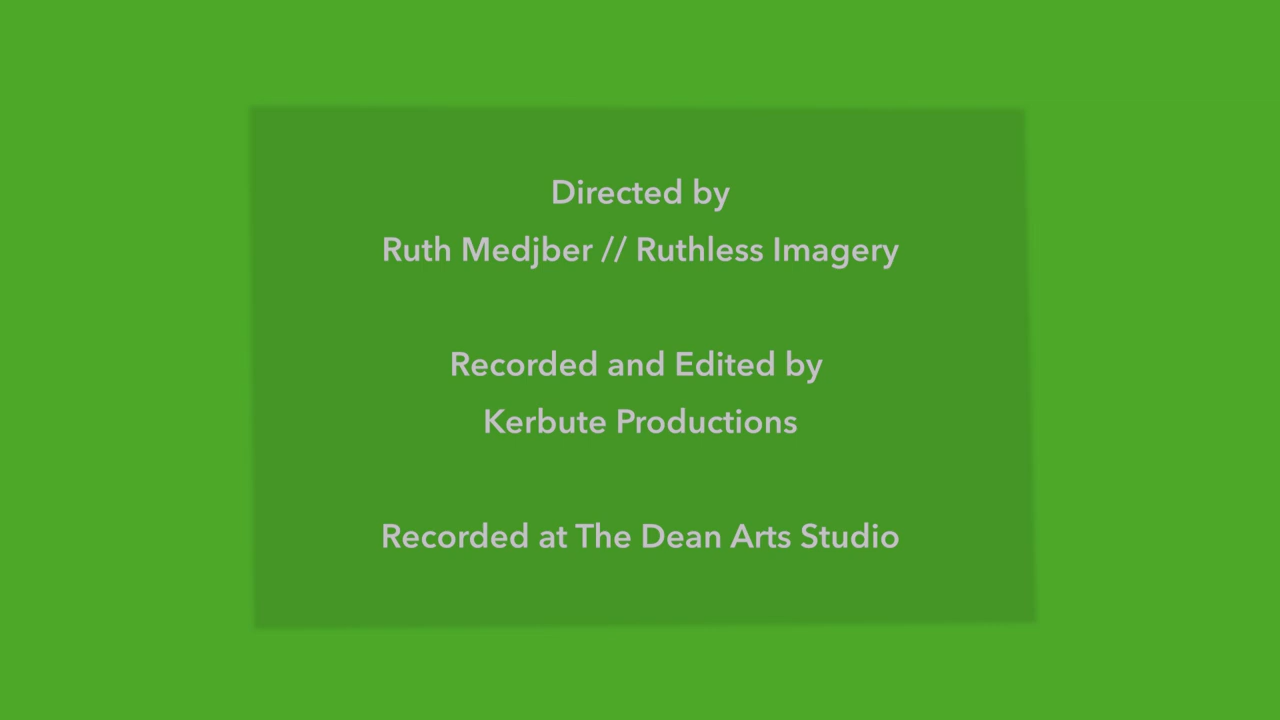 Directed by
Ruth Medjber // Ruthless Imagery
Recorded and Edited by
Kerbute Productions
Recorded at The Dean Arts Studio